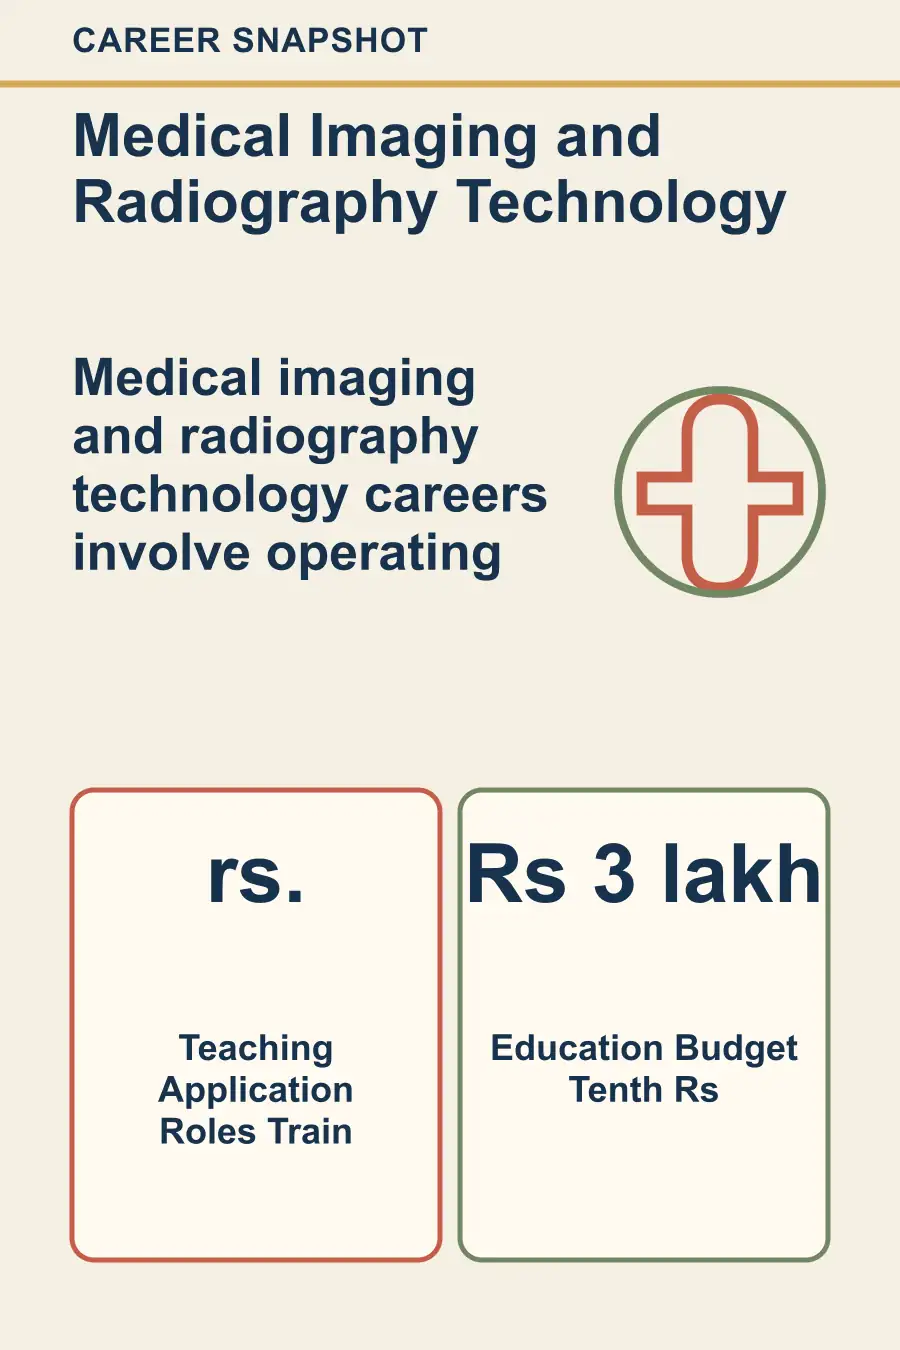 CAREER SNAPSHOT
Medical Imaging and
Radiography Technology
Medical imaging
and radiography
technology careers
involve operating
rs.
Teaching
Application
Roles Train
Rs 3 lakh
Education Budget
Tenth Rs